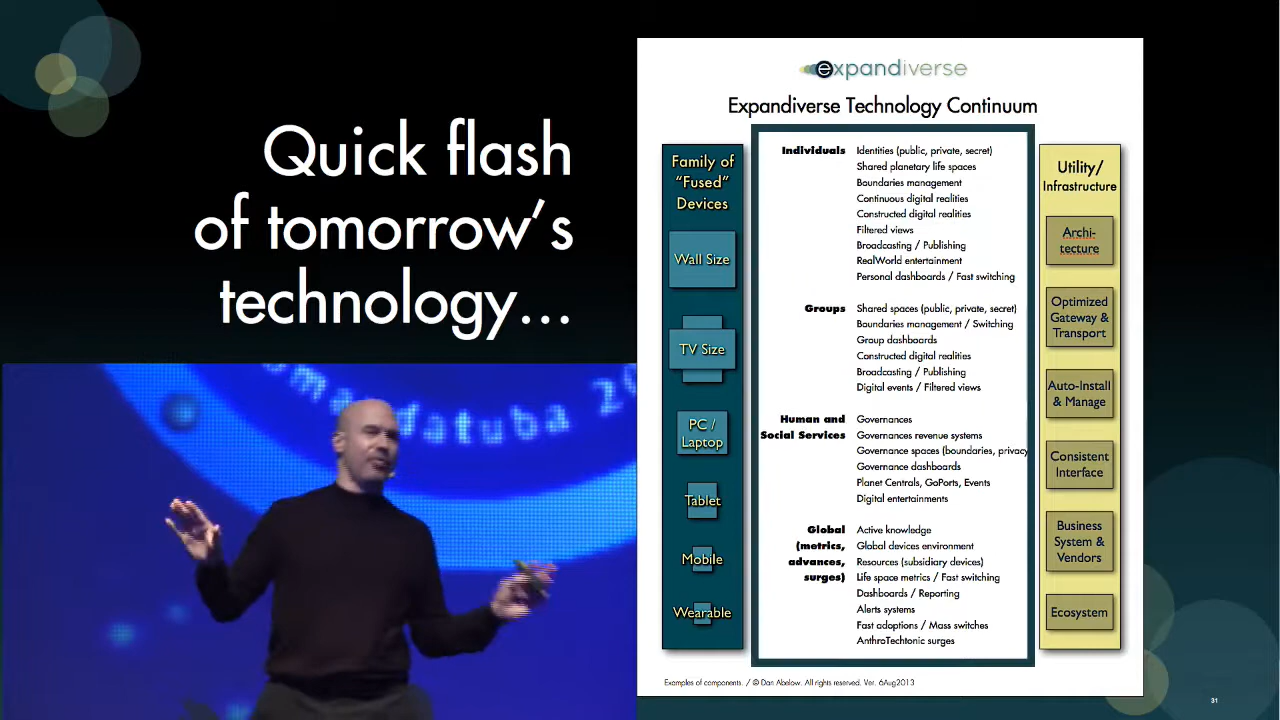 Quick flash
of tomorrow's
technology...
expandiverse
Expandiverse Technology Continuum
Family of
"Fused"
Devices
Wall Size
TV Size
PC /
Laptop
Tablet
Mobile
Wearable
Individuals
Identities (public, private, secret)
Shared planetary life spaces
Boundaries management
Continuous digital realities
Constructed digital realities
Filtered views
Broadcasting / Publishing
RealWorld entertainment
Personal dashboards / Fast switching
Groups
Shared spaces (public, private, secret)
Boundaries management / Switching
Group dashboards
Constructed digital realities
Broadcasting / Publishing
Digital events / Filtered views
Human and
Social Services
Governances
Governances revenue systems
Governance spaces (boundaries, privacy
Governance dashboards
Planet Centrals, GoPorts, Events
Digital entertainments
Global
(metrics,
advances,
surges)
Active knowledge
Global devices environment
Resources (subsidiary devices)
Life space metrics / Fast switching
Dashboards / Reporting
Alerts systems
Fast adoptions / Mass switches
AnthroTechtonic surges
Utility/
Infrastructure
Archi-
tecture
Optimized
Gateway &
Transport
Auto-Install
& Manage
Consistent
Interface
Business
System &
Vendors
Ecosystem
Examples of components. / © Dan Abelow. All rights reserved. Ver. 6Aug2013
31